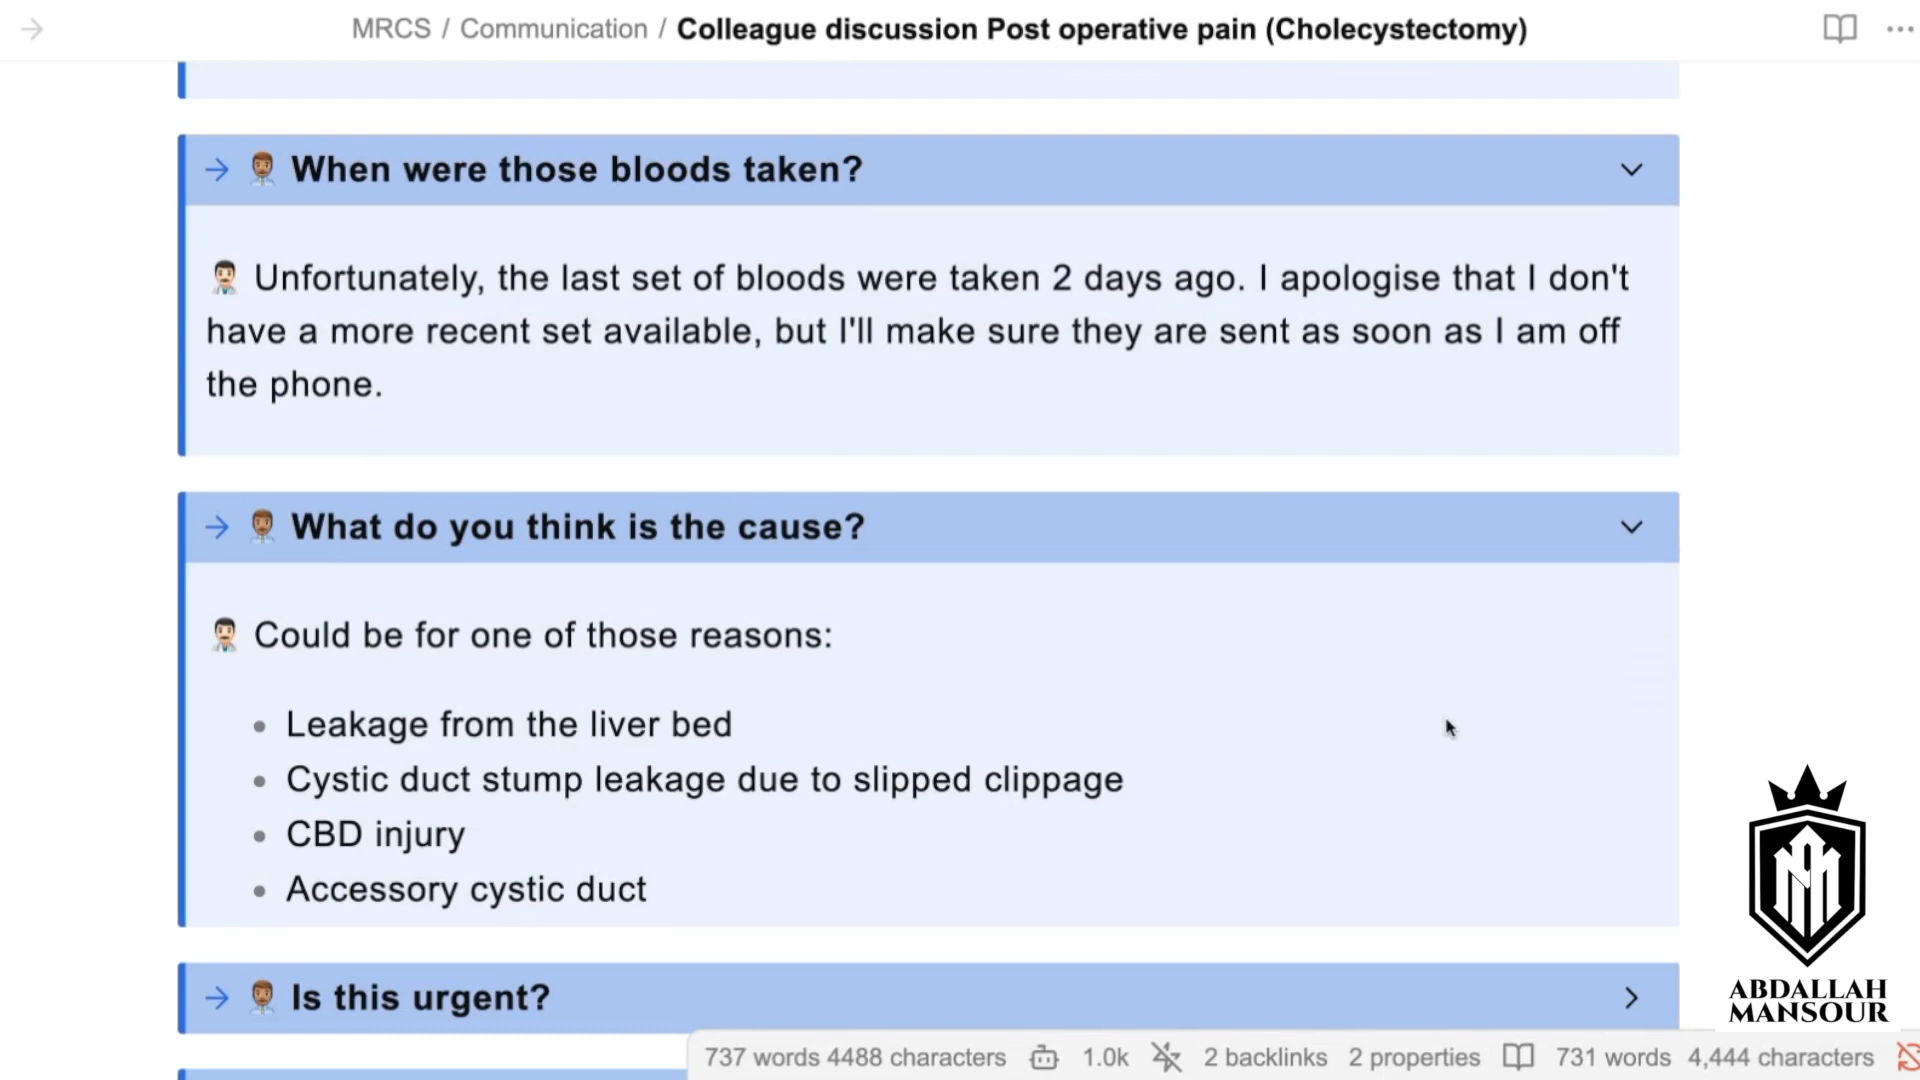 MRCS / Communication / Colleague discussion Post operative pain (Cholecystectomy)
When were those bloods taken?
Unfortunately, the last set of bloods were taken 2 days ago. I apologise that I don't
have a more recent set available, but I'll make sure they are sent as soon as I am off
the phone.
What do you think is the cause?
Could be for one of those reasons:
Leakage from the liver bed
Cystic duct stump leakage due to slipped clippage
CBD injury
Accessory cystic duct
Is this urgent?
ABDALLAH
MANSOUR
737 words 4488 characters 1.0k 2 backlinks 2 properties 731 words 4,444 characters